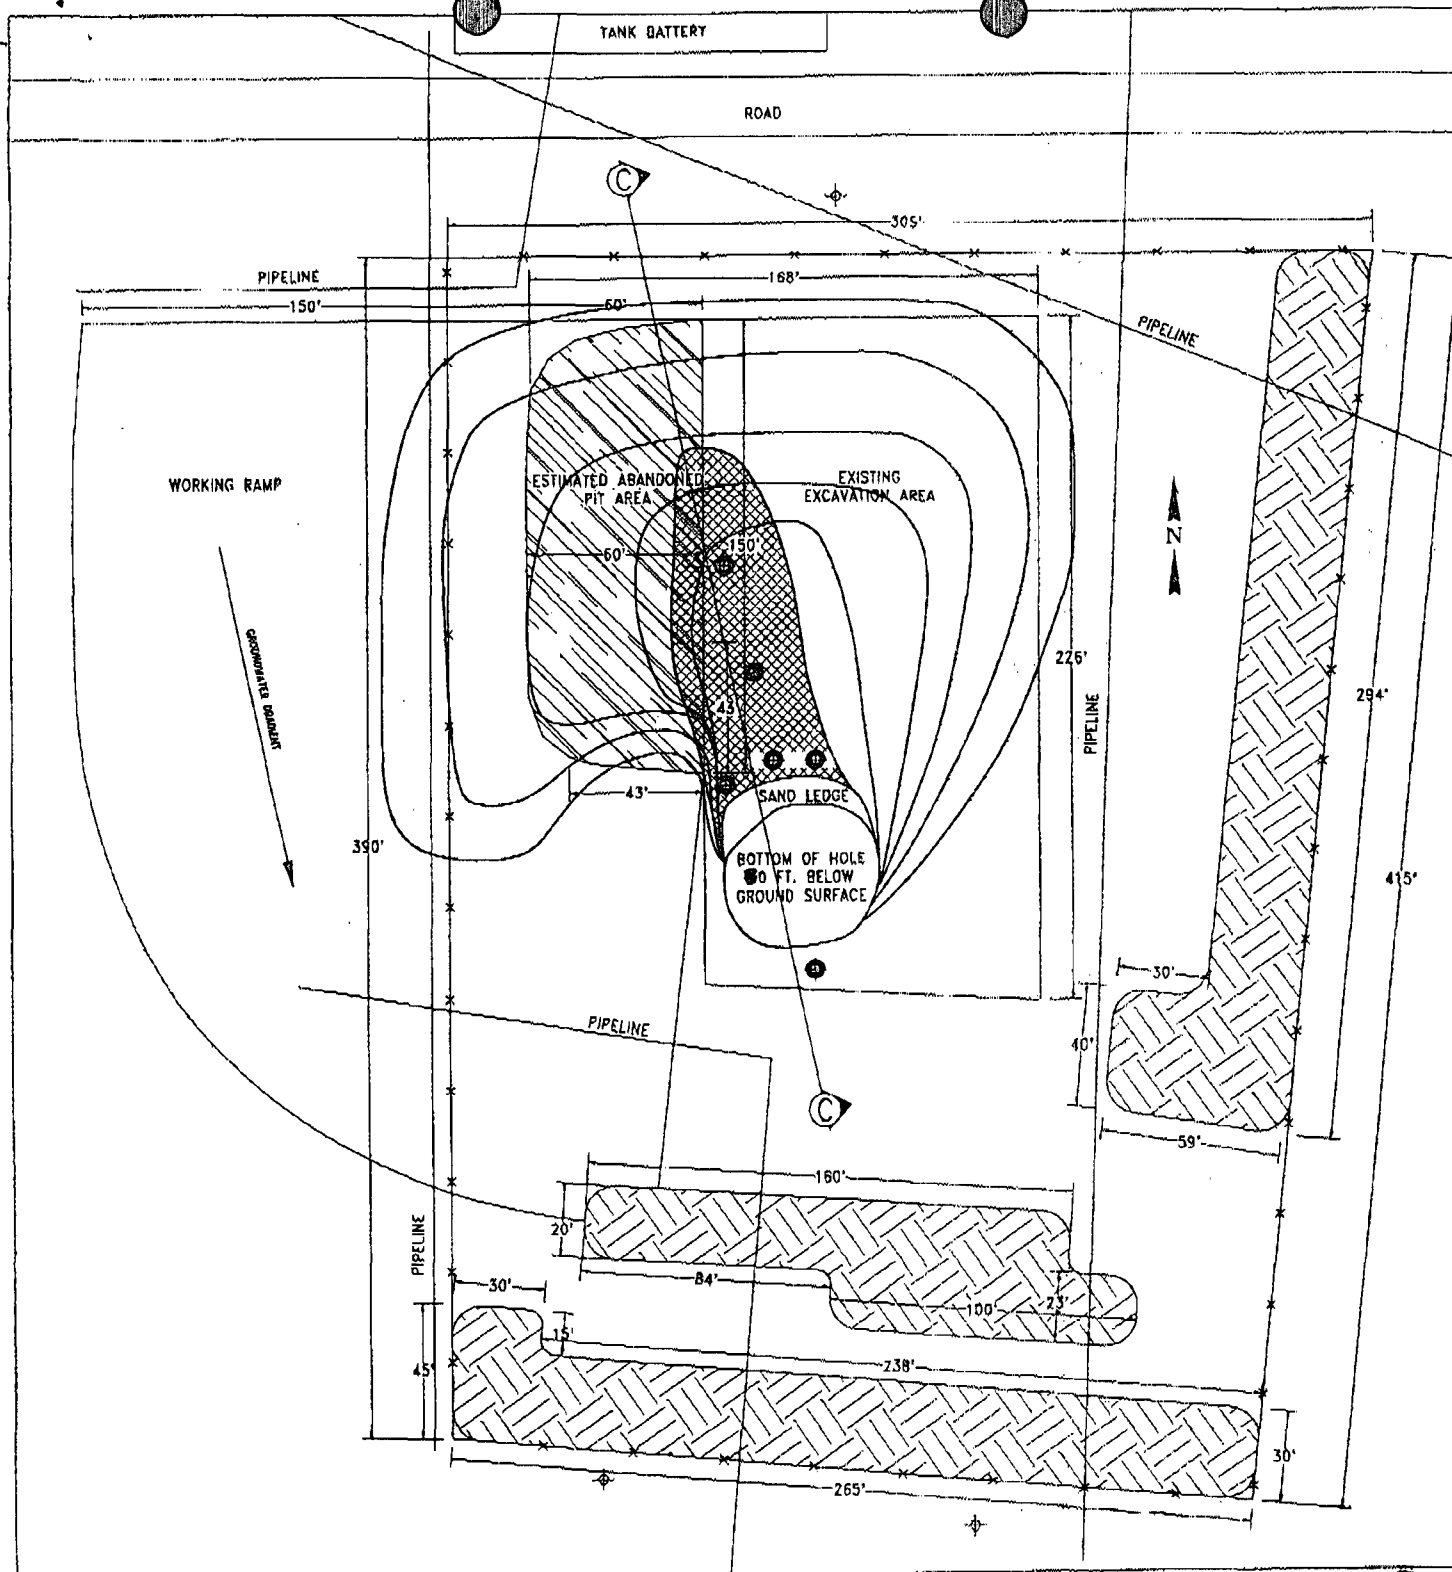 TANK BATTERY
ROAD
C
305'
PIPELINE
168'
150'
60'
PIPELINE
WORKING RAMP
ESTIMATED ABANDONED
PIT AREA
EXISTING
EXCAVATION AREA
N
150'
60'
GROUNDWATER GRADIENT
226'
294'
PIPELINE
43'
43'
SAND LEDGE
390'
BOTTOM OF HOLE
FT. BELOW
GROUND SURFACE
415'
30'
PIPELINE
40'
C
59'
160'
20'
PIPELINE
84'
30'
100'
23'
15'
45'
238'
30'
265'